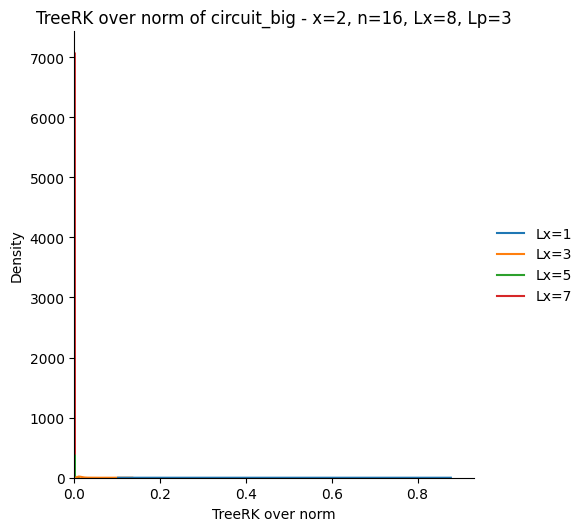 TreeRK over norm of circuit_big - x=2, n=16, Lx=8, Lp=3
7000
6000
5000
4000
3000
2000
1000
0
Density
0.0 0.2 0.4 0.6 0.8
TreeRK over norm
Lx=1
Lx=3
Lx=5
Lx=7